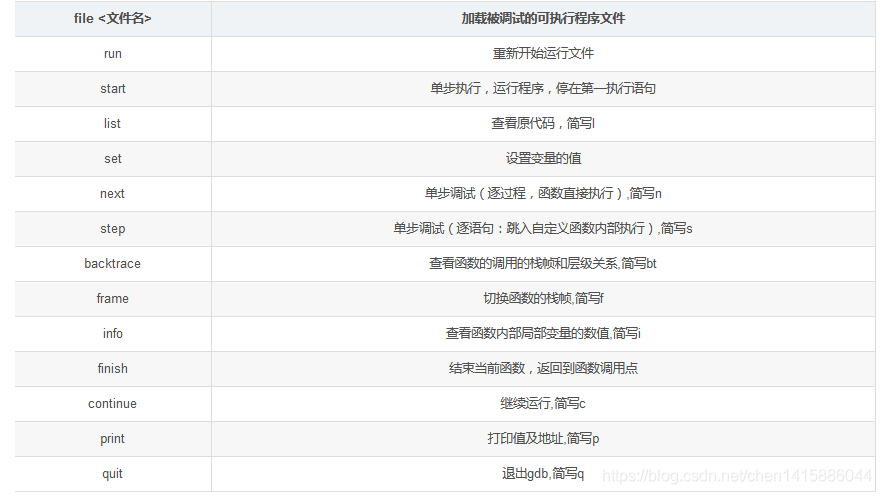 file <文件名> 加载被调试的可执行程序文件
run 重新开始运行文件
start 单步执行，运行程序，停在第一执行语句
list 查看原代码，简写l
set 设置变量的值
next 单步调试（逐过程，函数直接执行）,简写n
step 单步调试（逐语句：跳入自定义函数内部执行）,简写s
backtrace 查看函数的调用的栈帧和层级关系,简写bt
frame 切换函数的栈帧,简写f
info 查看函数内部局部变量的数值,简写i
finish 结束当前函数，返回到函数调用点
continue 继续运行,简写c
print 打印值及地址,简写p
quit 退出gdb,简写q
https://blog.csdn.net/chen1415886044